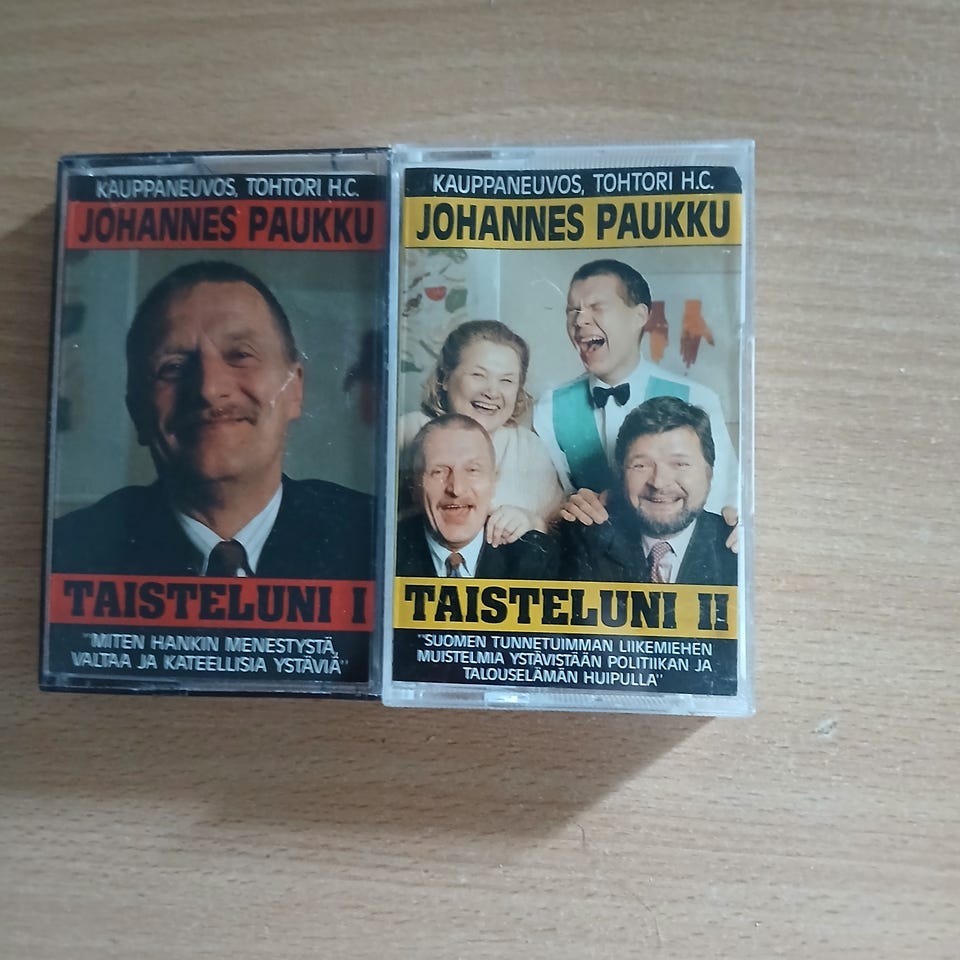 KAUPPANEUVOS, TOHTORI H.C.
JOHANNES PAUKKU
TAISTELUNI I
"MITEN HANKIN MENESTYSTÄ,
VALTAA JA KATEELLISIA YSTÄVIÄ"
KAUPPANEUVOS, TOHTORI H.C.
JOHANNES PAUKKU
TAISTELUNI II
"SUOMEN TUNNETUIMMAN LIIKEMIEHEN
MUISTELMIA YSTÄVISTÄÄN POLITIIKAN JA
TALOUSELÄMÄN HUIPULLA"